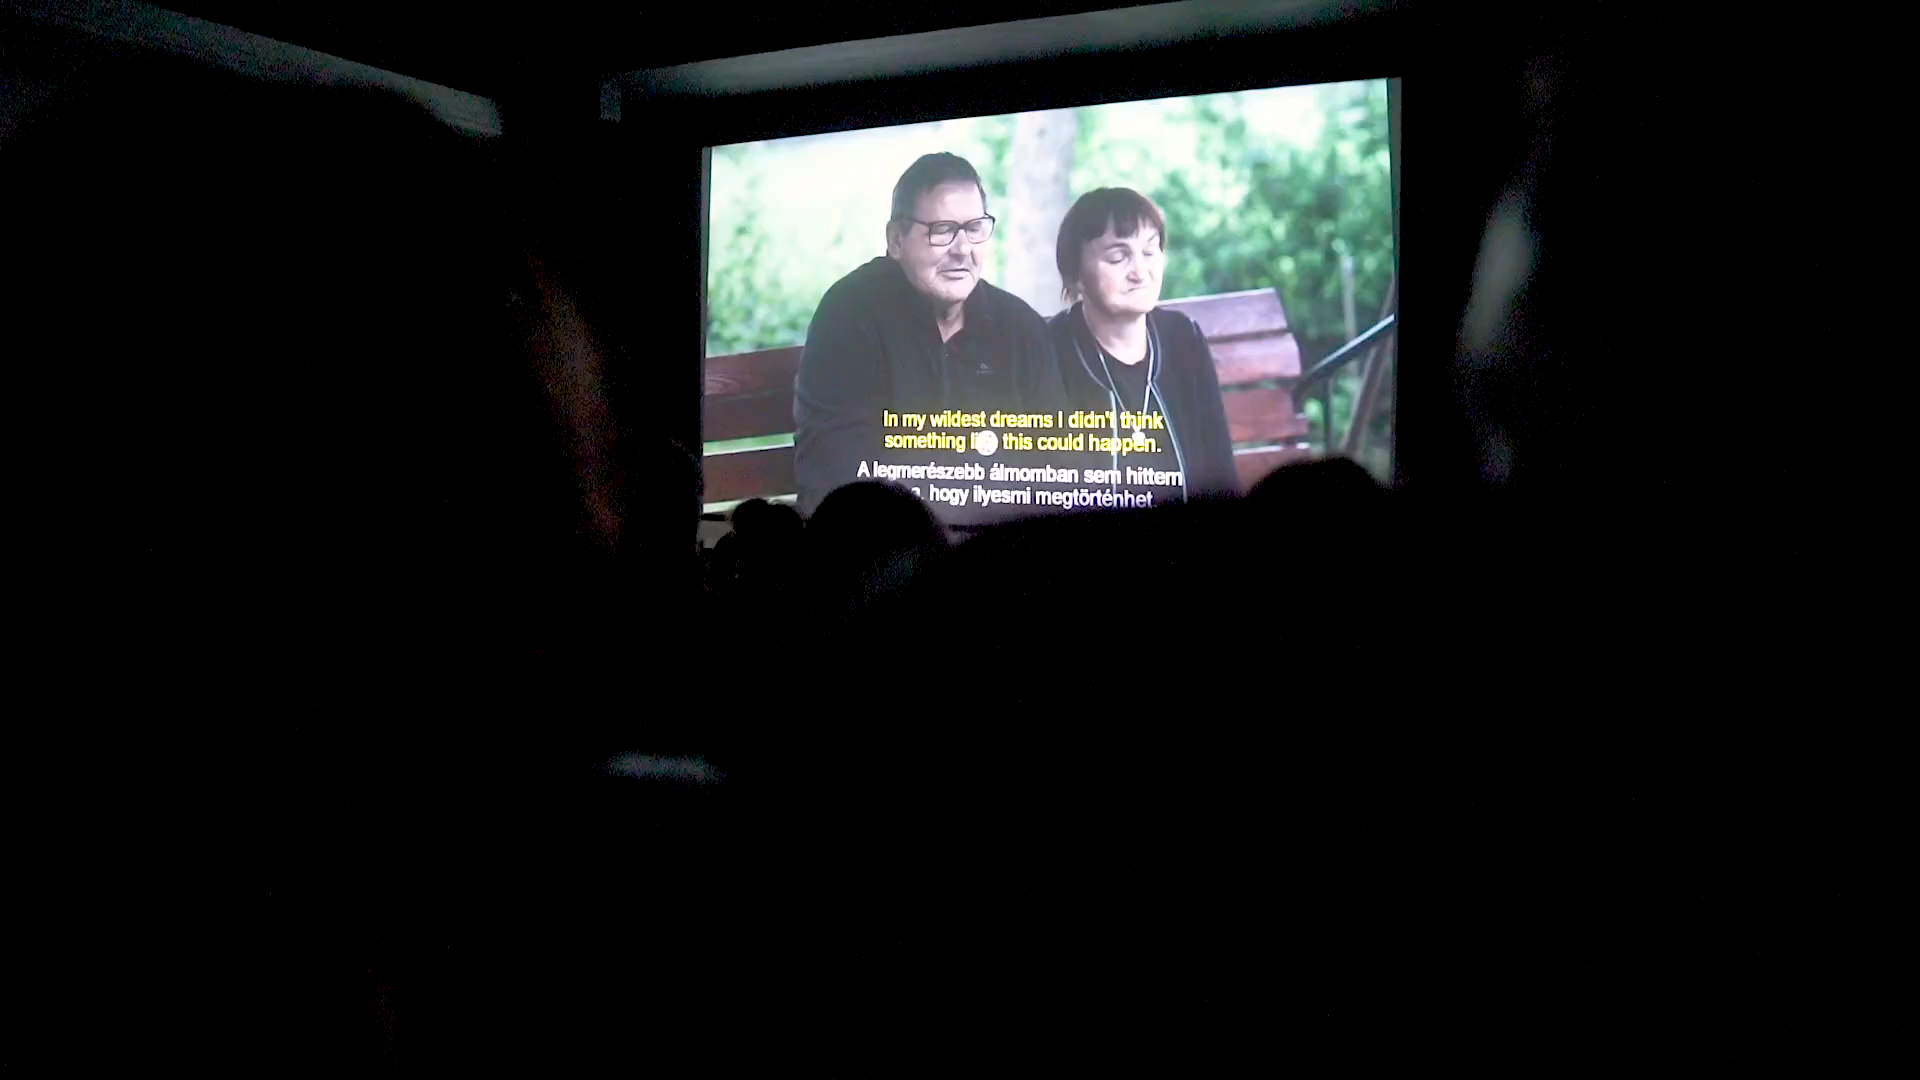 In my wildest dreams I didn't think
something this could happen.
A legmerészebb álmomban sem hittem
hogy ilyesmi megtörténhet.